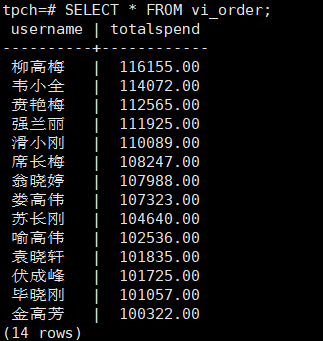 tpch=# SELECT * FROM vi_order;
username | totalspend
----------+------------
柳高梅 | 116155.00
韦小全 | 114072.00
贲艳梅 | 112565.00
强兰丽 | 111925.00
滑小刚 | 110089.00
席长梅 | 108247.00
翁晓婷 | 107988.00
娄高伟 | 107323.00
苏长刚 | 104640.00
喻高伟 | 102536.00
袁晓轩 | 101835.00
伏成峰 | 101725.00
毕晓刚 | 101057.00
金高芳 | 100322.00
(14 rows)